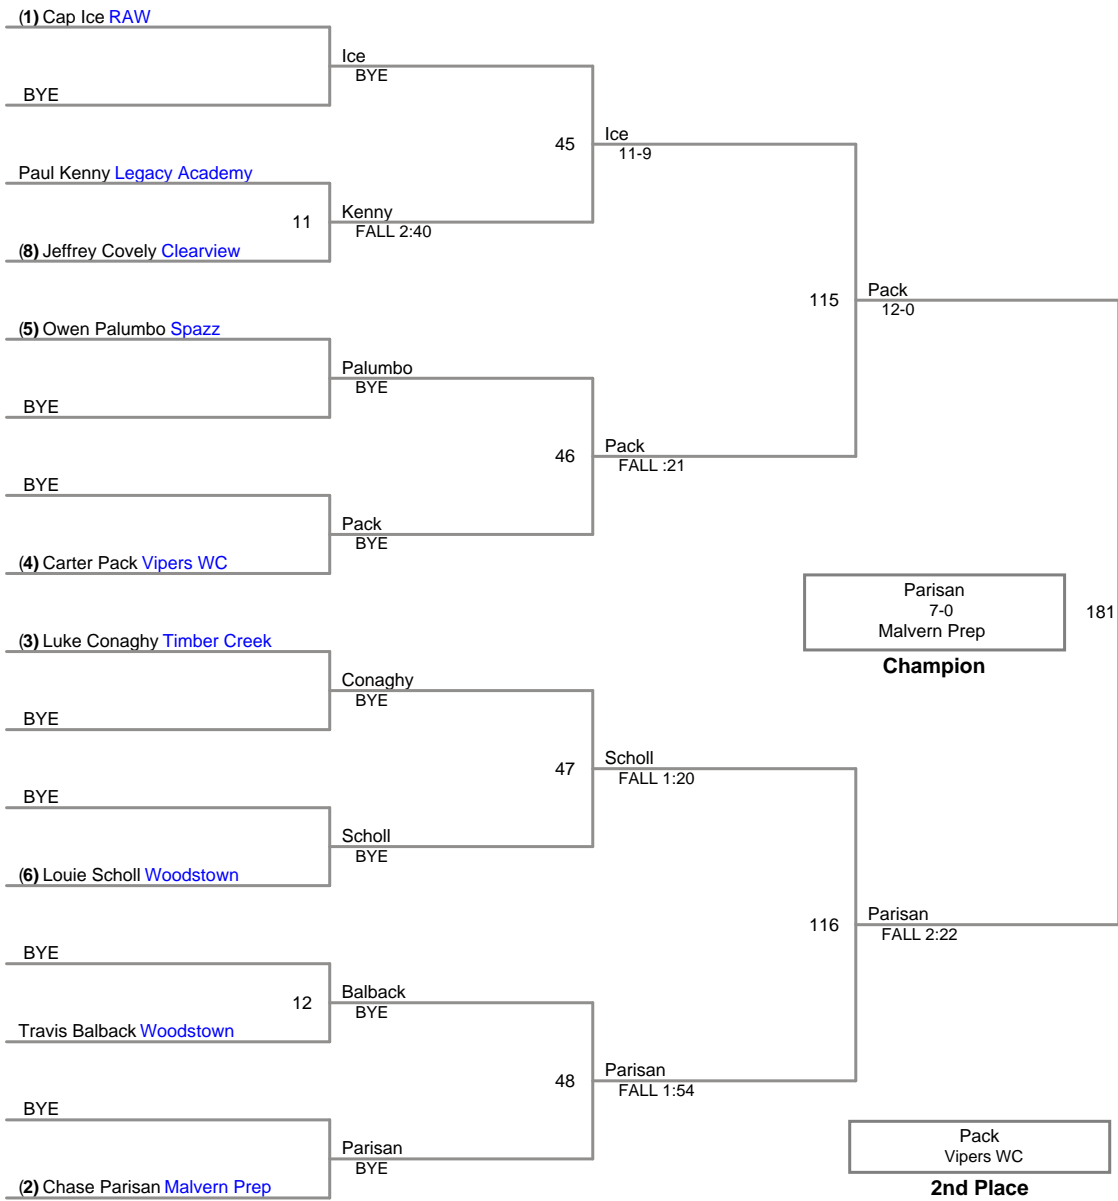 (1) Cap Ice RAW
BYE
Paul Kenny Legacy Academy
11
(8) Jeffrey Covely Clearview
(5) Owen Palumbo Spazz
BYE
BYE
(4) Carter Pack Vipers WC
(3) Luke Conaghy Timber Creek
BYE
BYE
(6) Louie Scholl Woodstown
BYE
12
Travis Balback Woodstown
BYE
(2) Chase Parisan Malvern Prep
Ice
BYE
45
Kenny
FALL 2:40
Palumbo
BYE
46
Pack
BYE
Conaghy
BYE
47
Scholl
BYE
Balback
BYE
48
Parisan
BYE
Ice
11-9
115
Pack
FALL :21
Scholl
FALL 1:20
116
Parisan
FALL 1:54
Pack
12-0
Parisan
7-0
Malvern Prep
181
Champion
Parisan
FALL 2:22
Pack
Vipers WC
2nd Place